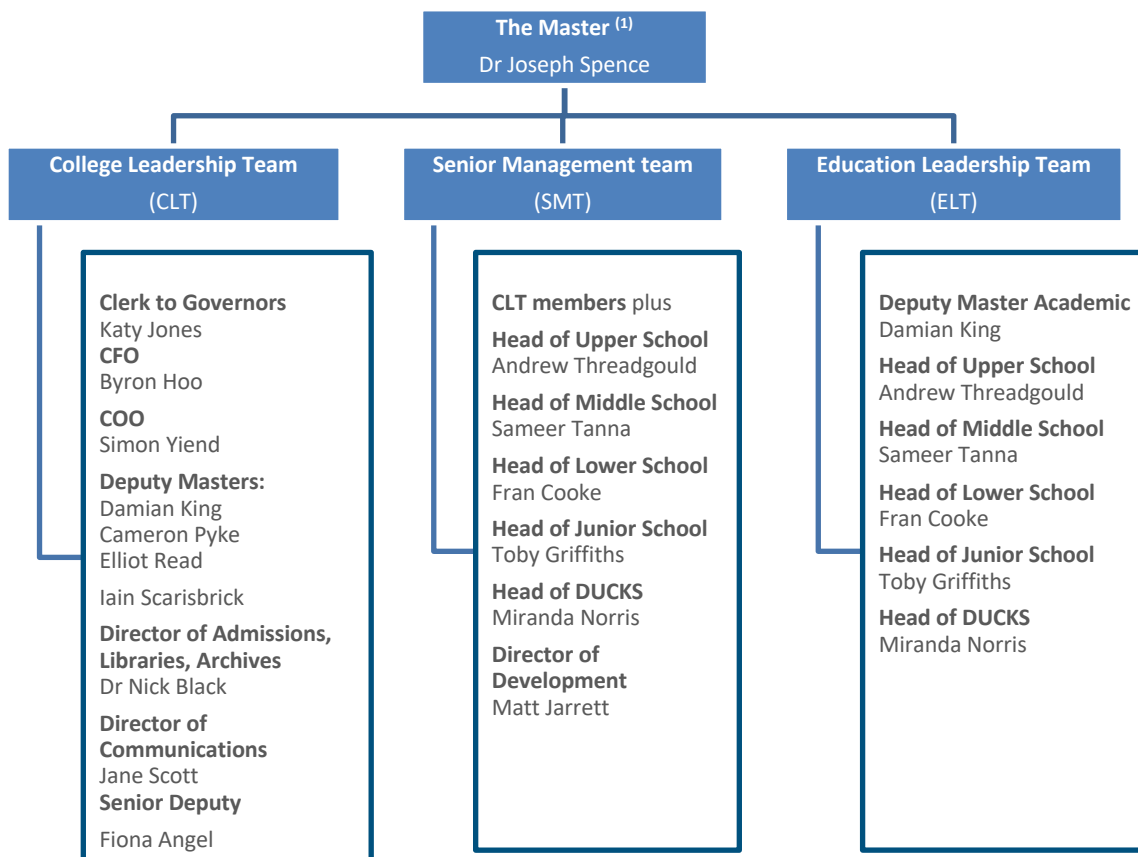 The Master (1)
Dr Joseph Spence
College Leadership Team
(CLT)
Clerk to Governors
Katy Jones
CFO
Byron Hoo
COO
Simon Yiend
Deputy Masters:
Damian King
Cameron Pyke
Elliot Read
Iain Scarisbrick
Director of Admissions,
Libraries, Archives
Dr Nick Black
Director of
Communications
Jane Scott
Senior Deputy
Fiona Angel
Senior Management team
(SMT)
CLT members plus
Head of Upper School
Andrew Threadgould
Head of Middle School
Sameer Tanna
Head of Lower School
Fran Cooke
Head of Junior School
Toby Griffiths
Head of DUCKS
Miranda Norris
Director of
Development
Matt Jarrett
Education Leadership Team
(ELT)
Deputy Master Academic
Damian King
Head of Upper School
Andrew Threadgould
Head of Middle School
Sameer Tanna
Head of Lower School
Fran Cooke
Head of Junior School
Toby Griffiths
Head of DUCKS
Miranda Norris